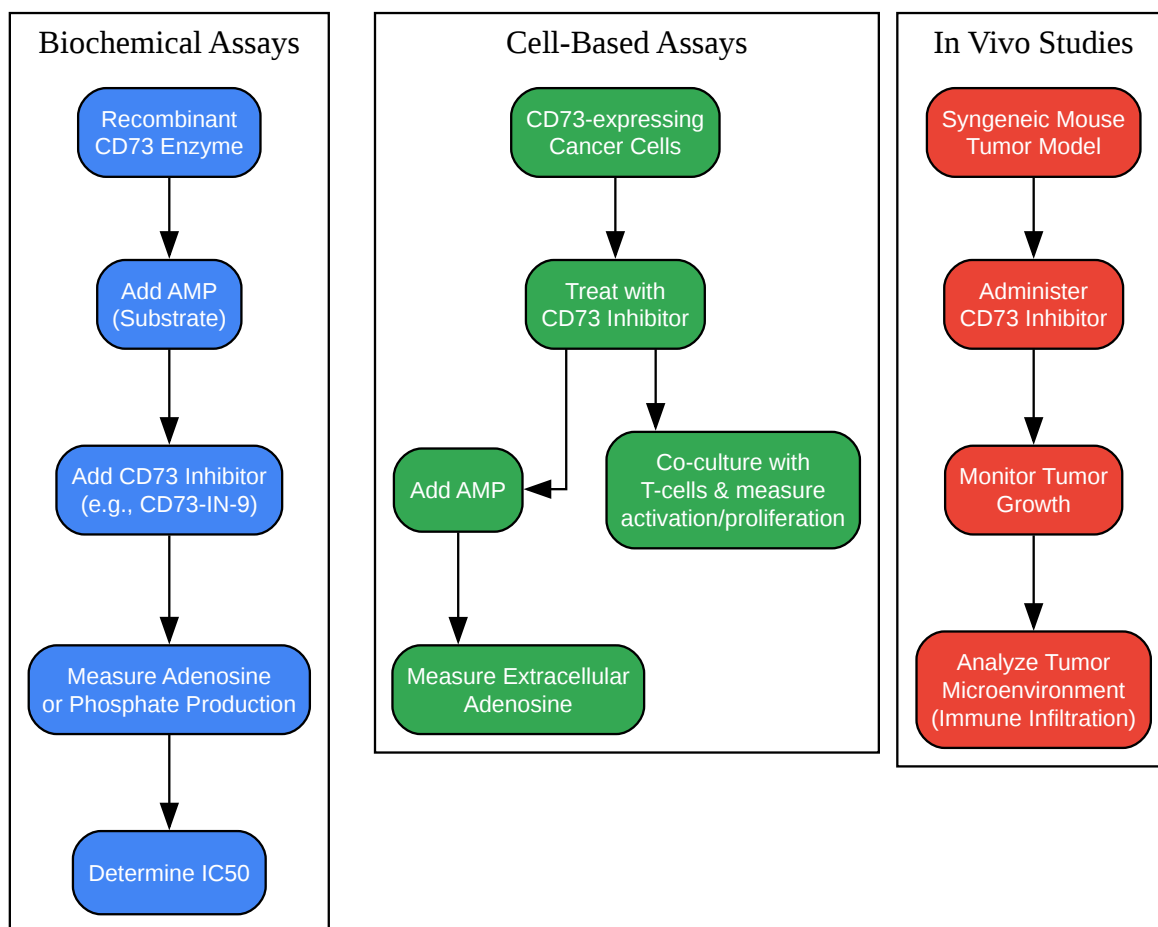 Biochemical Assays
Recombinant
CD73 Enzyme
Add AMP
(Substrate)
Add CD73 Inhibitor
(e.g., CD73-IN-9)
Measure Adenosine
or Phosphate Production
Determine IC50
Cell-Based Assays
CD73-expressing
Cancer Cells
Treat with
CD73 Inhibitor
Add AMP
Co-culture with
T-cells & measure
activation/proliferation
Measure Extracellular
Adenosine
In Vivo Studies
Syngeneic Mouse
Tumor Model
Administer
CD73 Inhibitor
Monitor Tumor
Growth
Analyze Tumor
Microenvironment
(Immune Infiltration)